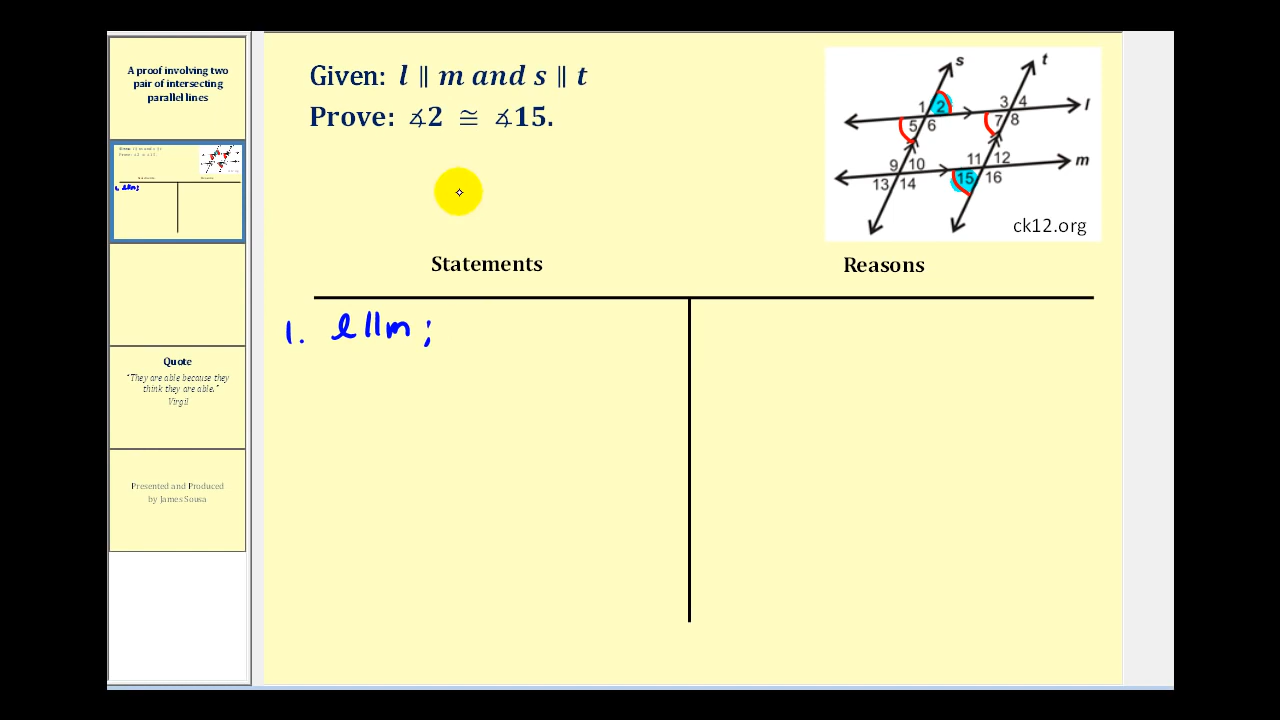 A proof involving two
pair of intersecting
parallel lines
Quote
"They are able because they
think they are able."
Virgil
Presented and Produced
by James Sousa
Given: l ∥ m and s ∥ t
Prove: ∡2 ≅ ∡15.
s
t
1 2 3 4 l
5 6 7 8
9 10 11 12 m
13 14 15 16
ck12.org
Statements Reasons
1. l || m ;